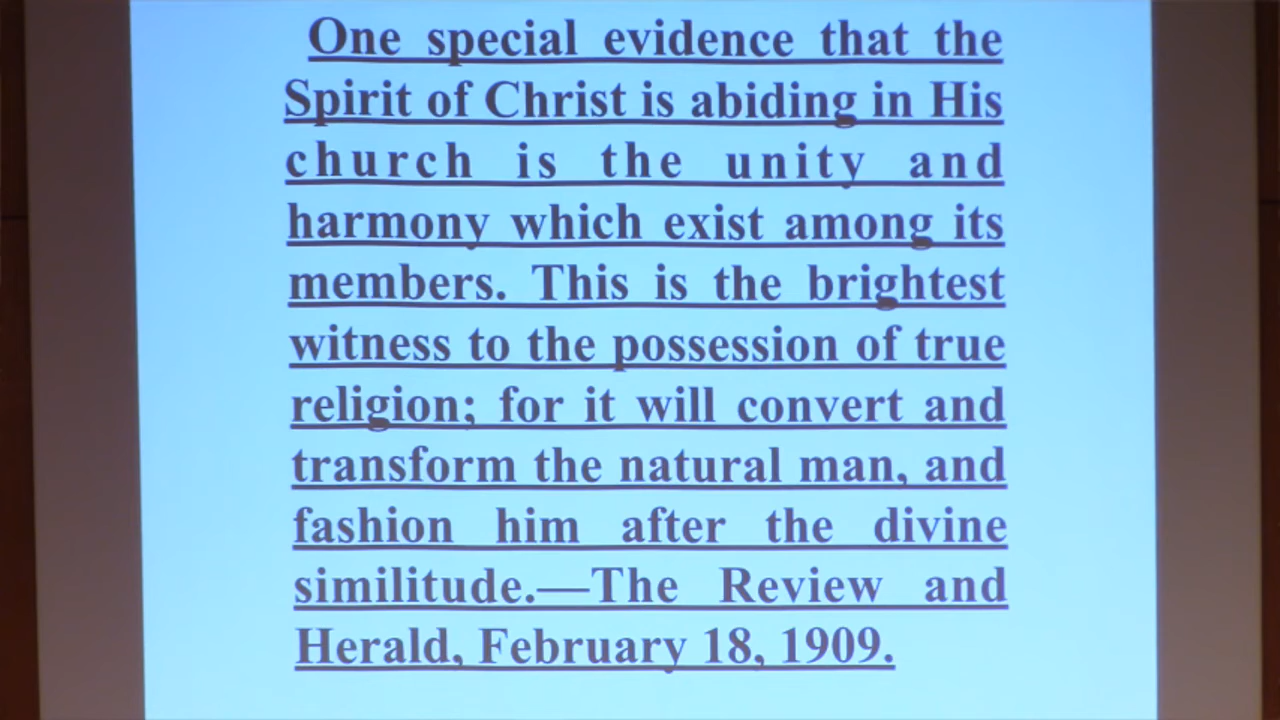 One special evidence that the
Spirit of Christ is abiding in His
church is the unity and
harmony which exist among its
members. This is the brightest
witness to the possession of true
religion; for it will convert and
transform the natural man, and
fashion him after the divine
similitude.—The Review and
Herald, February 18, 1909.